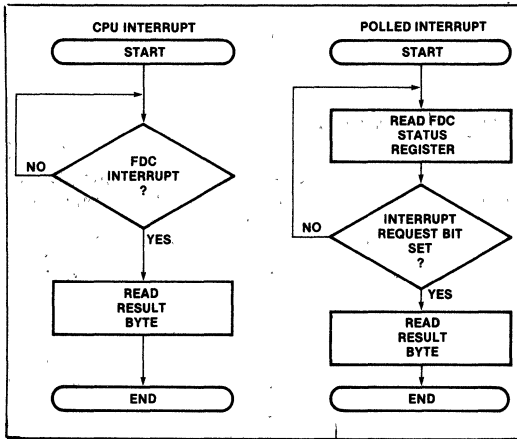 CPU INTERRUPT
START
FDC
INTERRUPT
?
NO
YES
READ
RESULT
BYTE
END
POLLED INTERRUPT
START
READ FDC
STATUS
REGISTER
INTERRUPT
REQUEST BIT
SET
?
NO
YES
READ
RESULT
BYTE
END